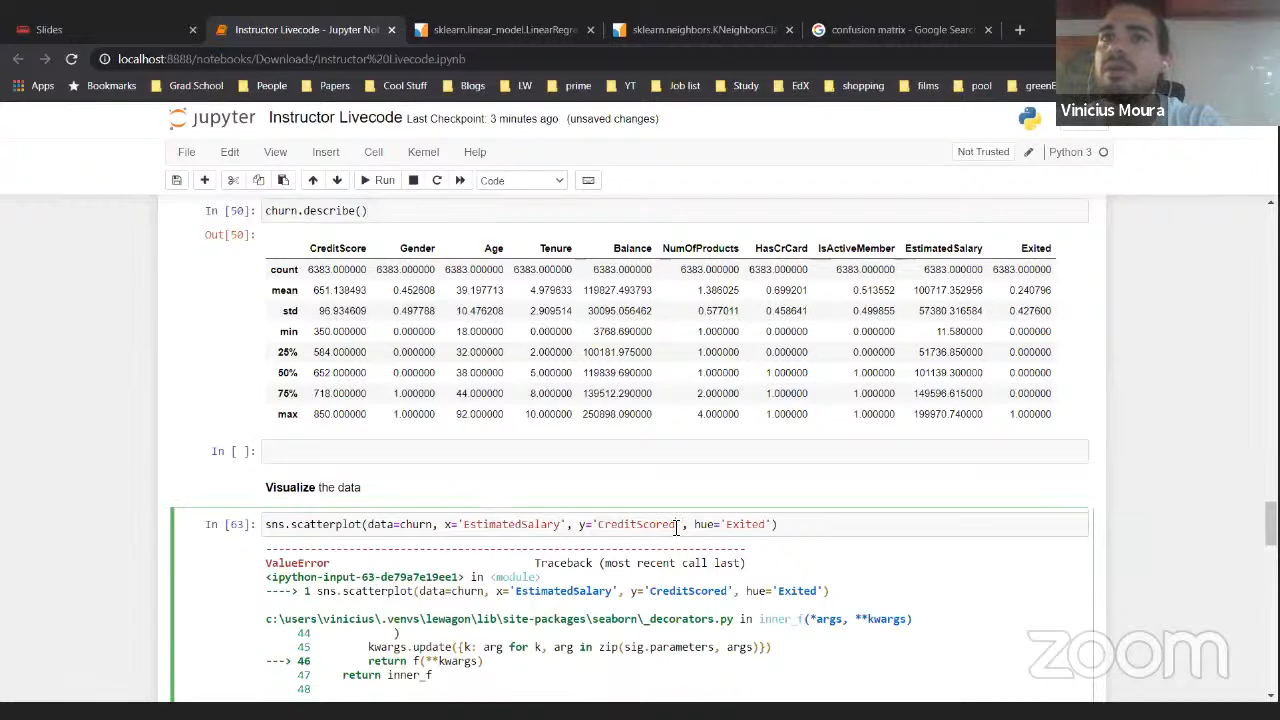 Slides
Instructor Livecode - Jupyter Not
sklearn.linear_model.LinearRegre
sklearn.neighbors.KNeighborsCla
confusion matrix - Google Search
localhost:8888/notebooks/Downloads/Instructor%20Livecode.ipynb
Apps Bookmarks Grad School People Papers Cool Stuff Blogs LW prime YT Job list Study EdX shopping films pool greenE
Vinicius Moura
jupyter Instructor Livecode Last Checkpoint: 3 minutes ago (unsaved changes)
File Edit View Insert Cell Kernel Help Not Trusted Python 3
Run Code
In [50]: churn.describe()
Out[50]:
CreditScore Gender Age Tenure Balance NumOfProducts HasCrCard IsActiveMember EstimatedSalary Exited
count 6383.000000 6383.000000 6383.000000 6383.000000 6383.000000 6383.000000 6383.000000 6383.000000 6383.000000 6383.000000
mean 651.138493 0.452608 39.197713 4.979633 119827.493793 1.386025 0.699201 0.513552 100717.352956 0.240796
std 96.934609 0.497788 10.476208 2.909514 30095.056462 0.577011 0.458641 0.499855 57380.316584 0.427600
min 350.000000 0.000000 18.000000 0.000000 3768.690000 1.000000 0.000000 0.000000 11.580000 0.000000
25% 584.000000 0.000000 32.000000 2.000000 100181.975000 1.000000 0.000000 0.000000 51736.850000 0.000000
50% 652.000000 0.000000 38.000000 5.000000 119839.690000 1.000000 1.000000 1.000000 101139.300000 0.000000
75% 718.000000 1.000000 44.000000 8.000000 139512.290000 2.000000 1.000000 1.000000 149596.615000 0.000000
max 850.000000 1.000000 92.000000 10.000000 250898.090000 4.000000 1.000000 1.000000 199970.740000 1.000000
In [ ]:
Visualize the data
In [63]: sns.scatterplot(data=churn, x='EstimatedSalary', y='CreditScored', hue='Exited')
---------------------------------------------------------------------------
ValueError Traceback (most recent call last)
<ipython-input-63-de79a7e19ee1> in <module>
----> 1 sns.scatterplot(data=churn, x='EstimatedSalary', y='CreditScored', hue='Exited')
c:\users\vinicius\.venvs\lewagon\lib\site-packages\seaborn\_decorators.py in inner_f(*args, **kwargs)
44 )
45 kwargs.update({k: arg for k, arg in zip(sig.parameters, args)})
---> 46 return f(**kwargs)
47 return inner_f
48
zoom